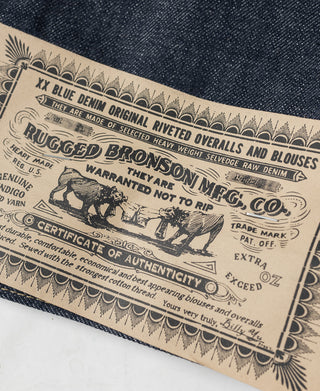 XX BLUE DENIM ORIGINAL RIVETED OVERALLS AND BLOUSES
THEY ARE MADE OF SELECTED HEAVY WEIGHT SELVEDGE RAW DENIM
RUGGED BRONSON MFG. CO.
READY MADE
REG. U.S.
THEY ARE
WARRANTED NOT TO RIP
TRADE MARK
PAT. OFF.
GENUINE
INDIGO
YARN
EXTRA
EXCEED
CERTIFICATE OF AUTHENTICITY
durable, comfortable, economical and best appearing blouses and overalls
Sewed with the strongest cotton thread. Yours very truly, Billy